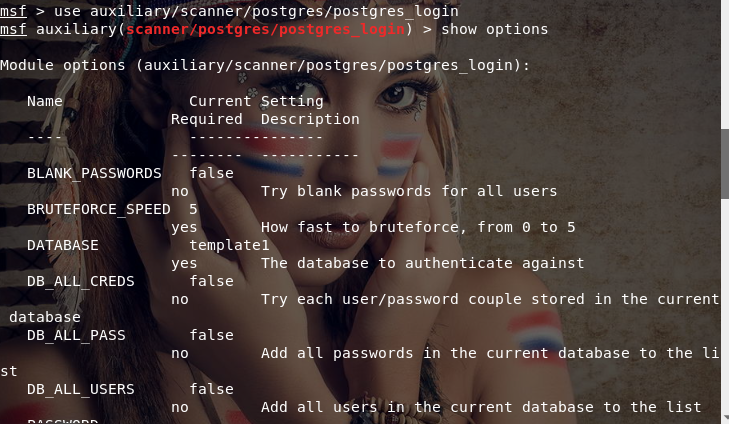 msf > use auxiliary/scanner/postgres/postgres_login
msf auxiliary(scanner/postgres/postgres_login) > show options
Module options (auxiliary/scanner/postgres/postgres_login):
Name Current Setting
Required Description
---- ---------------
-------- -----------
BLANK_PASSWORDS false
no Try blank passwords for all users
BRUTEFORCE_SPEED 5
yes How fast to bruteforce, from 0 to 5
DATABASE template1
yes The database to authenticate against
DB_ALL_CREDS false
no Try each user/password couple stored in the current
database
DB_ALL_PASS false
no Add all passwords in the current database to the li
st
DB_ALL_USERS false
no Add all users in the current database to the list